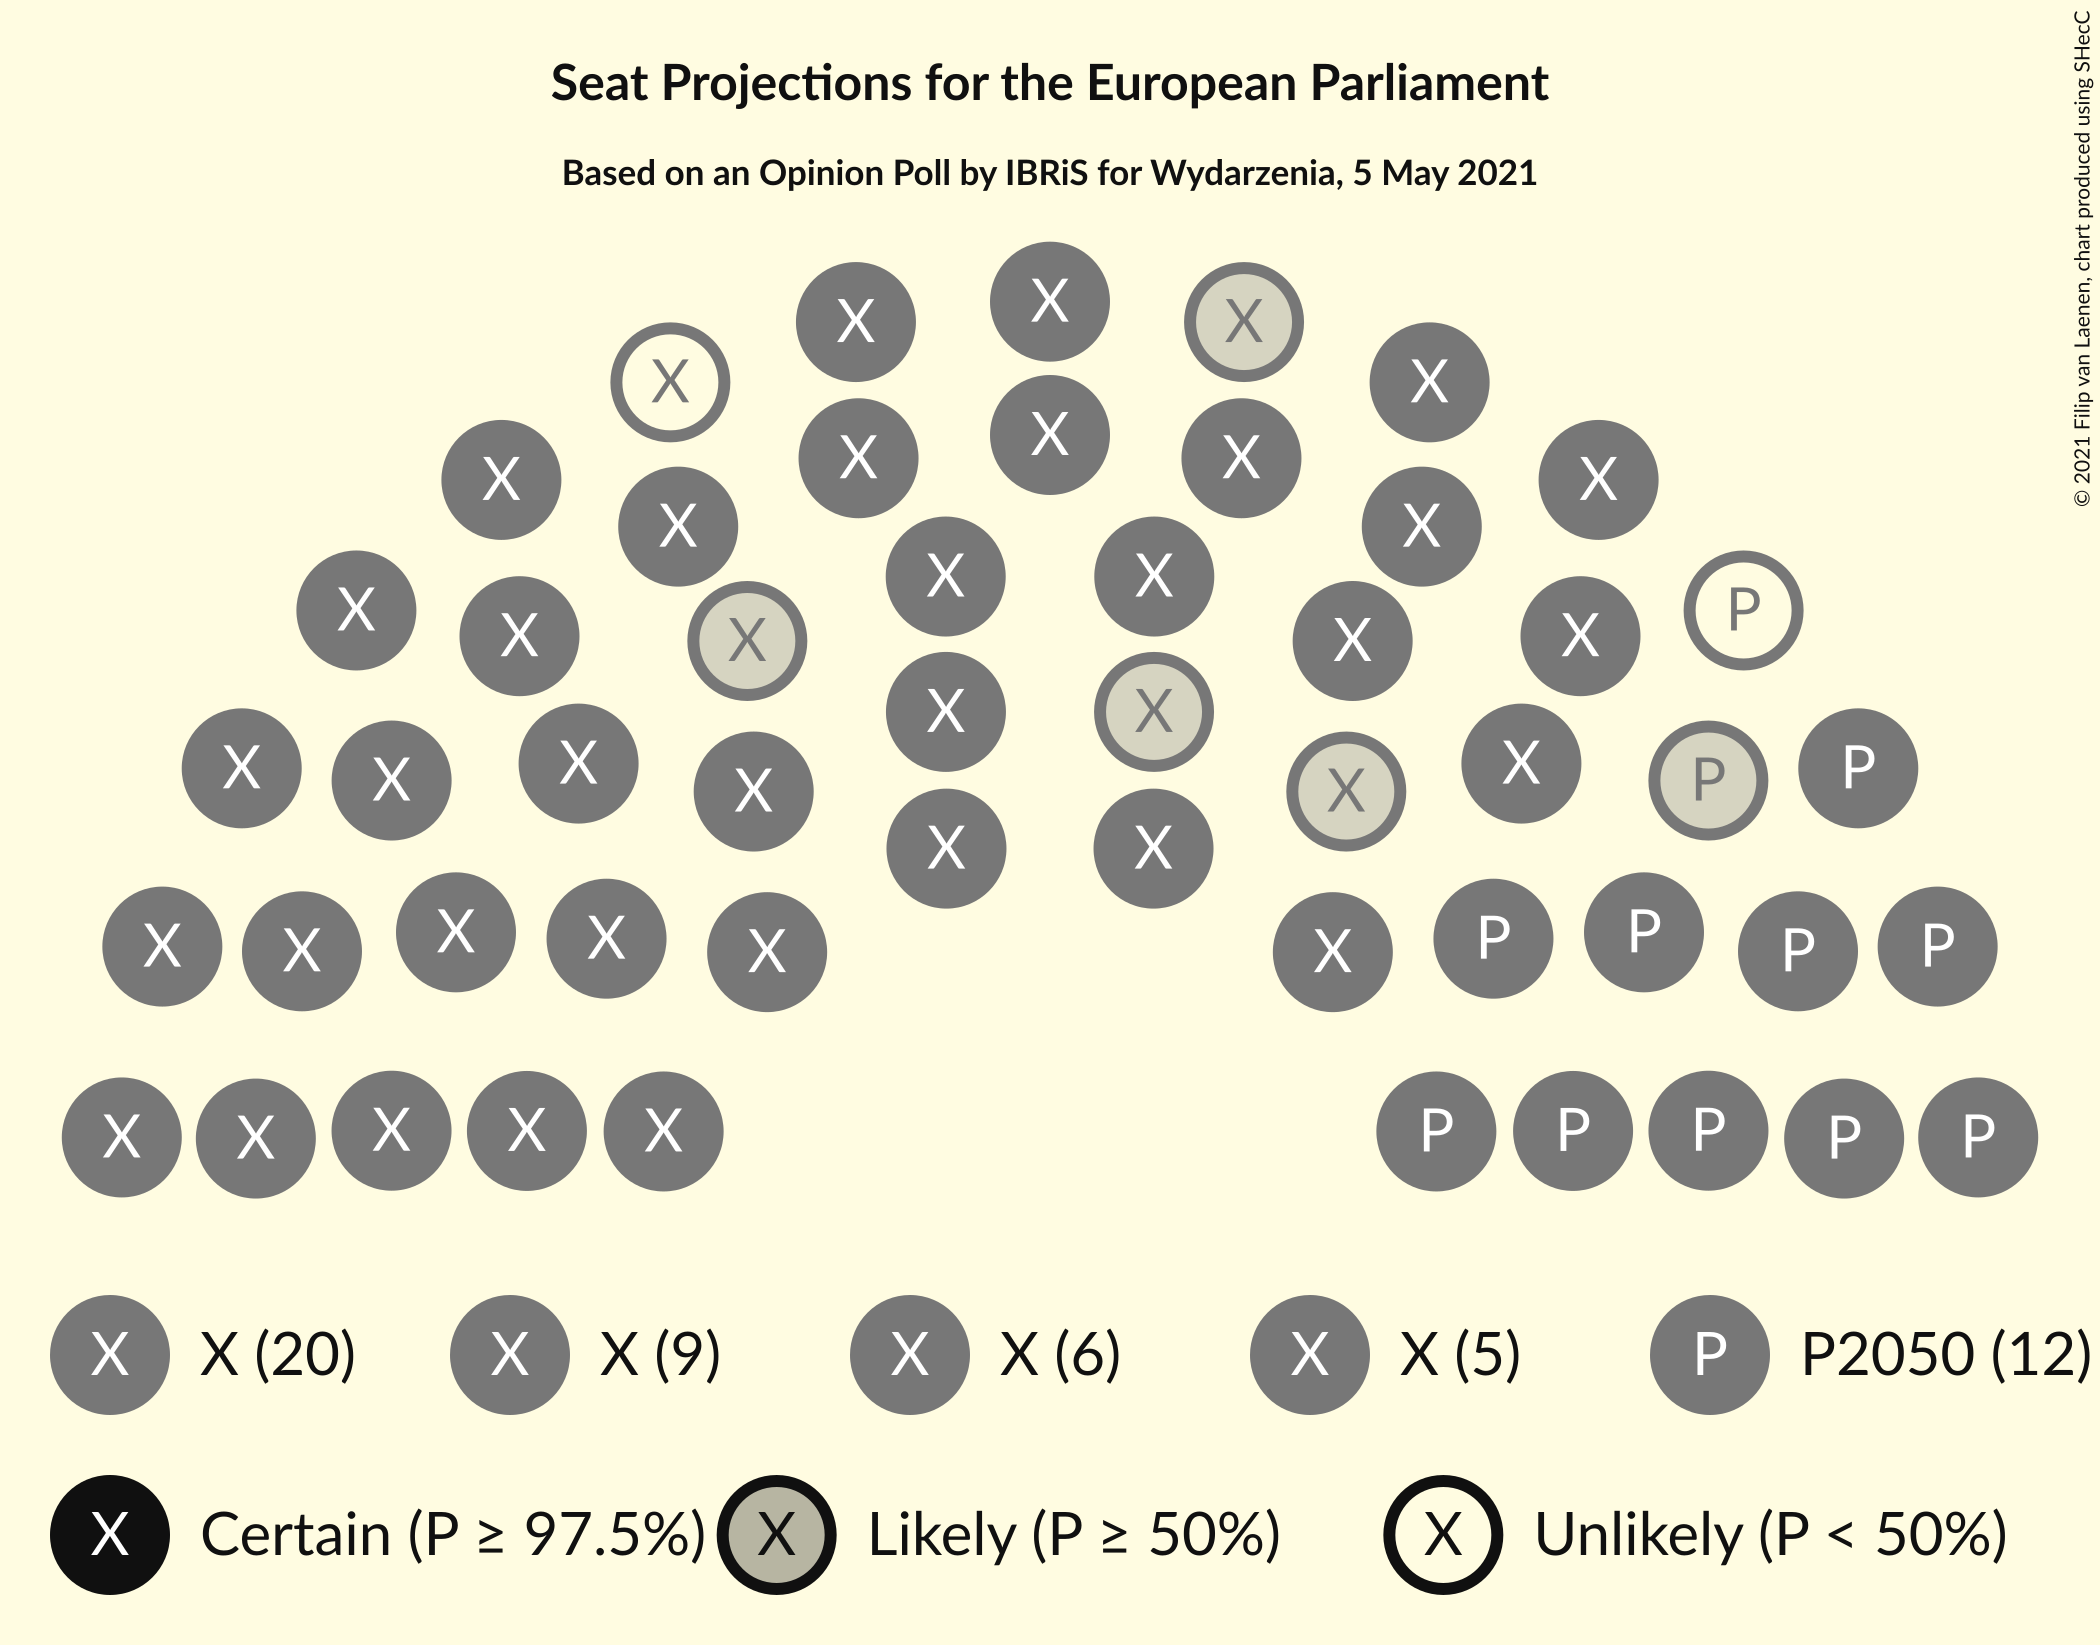 Seat Projections for the European Parliament
Based on an Opinion Poll by IBRiS for Wydarzenia, 5 May 2021
© 2021 Filip van Laenen, chart produced using SHecC
X
X X
X X
X
X X X
X X
X X
X X
X X
X X P
X X
X X
X P
X X X X X P P
X X
X X X X P P
X X X X P P
X X X X X P P P P P
X X (20) X X (9) X X (6) X X (5) P P2050 (12)
X Certain (P ≥ 97.5%) X Likely (P ≥ 50%) X Unlikely (P < 50%)